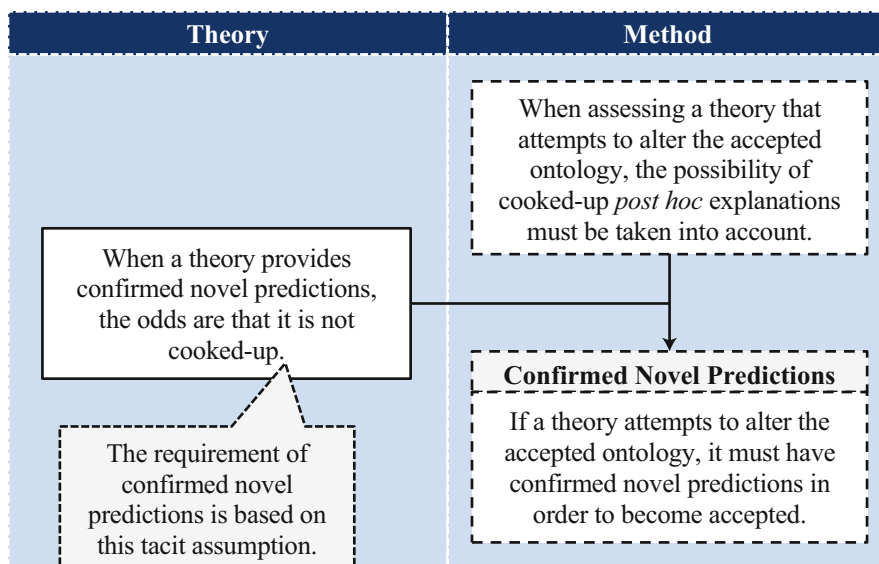 Theory
Method
When assessing a theory that
attempts to alter the accepted
ontology, the possibility of
cooked-up post hoc explanations
must be taken into account.
When a theory provides
confirmed novel predictions,
the odds are that it is not
cooked-up.
The requirement of
confirmed novel
predictions is based on
this tacit assumption.
Confirmed Novel Predictions
If a theory attempts to alter the
accepted ontology, it must have
confirmed novel predictions in
order to become accepted.